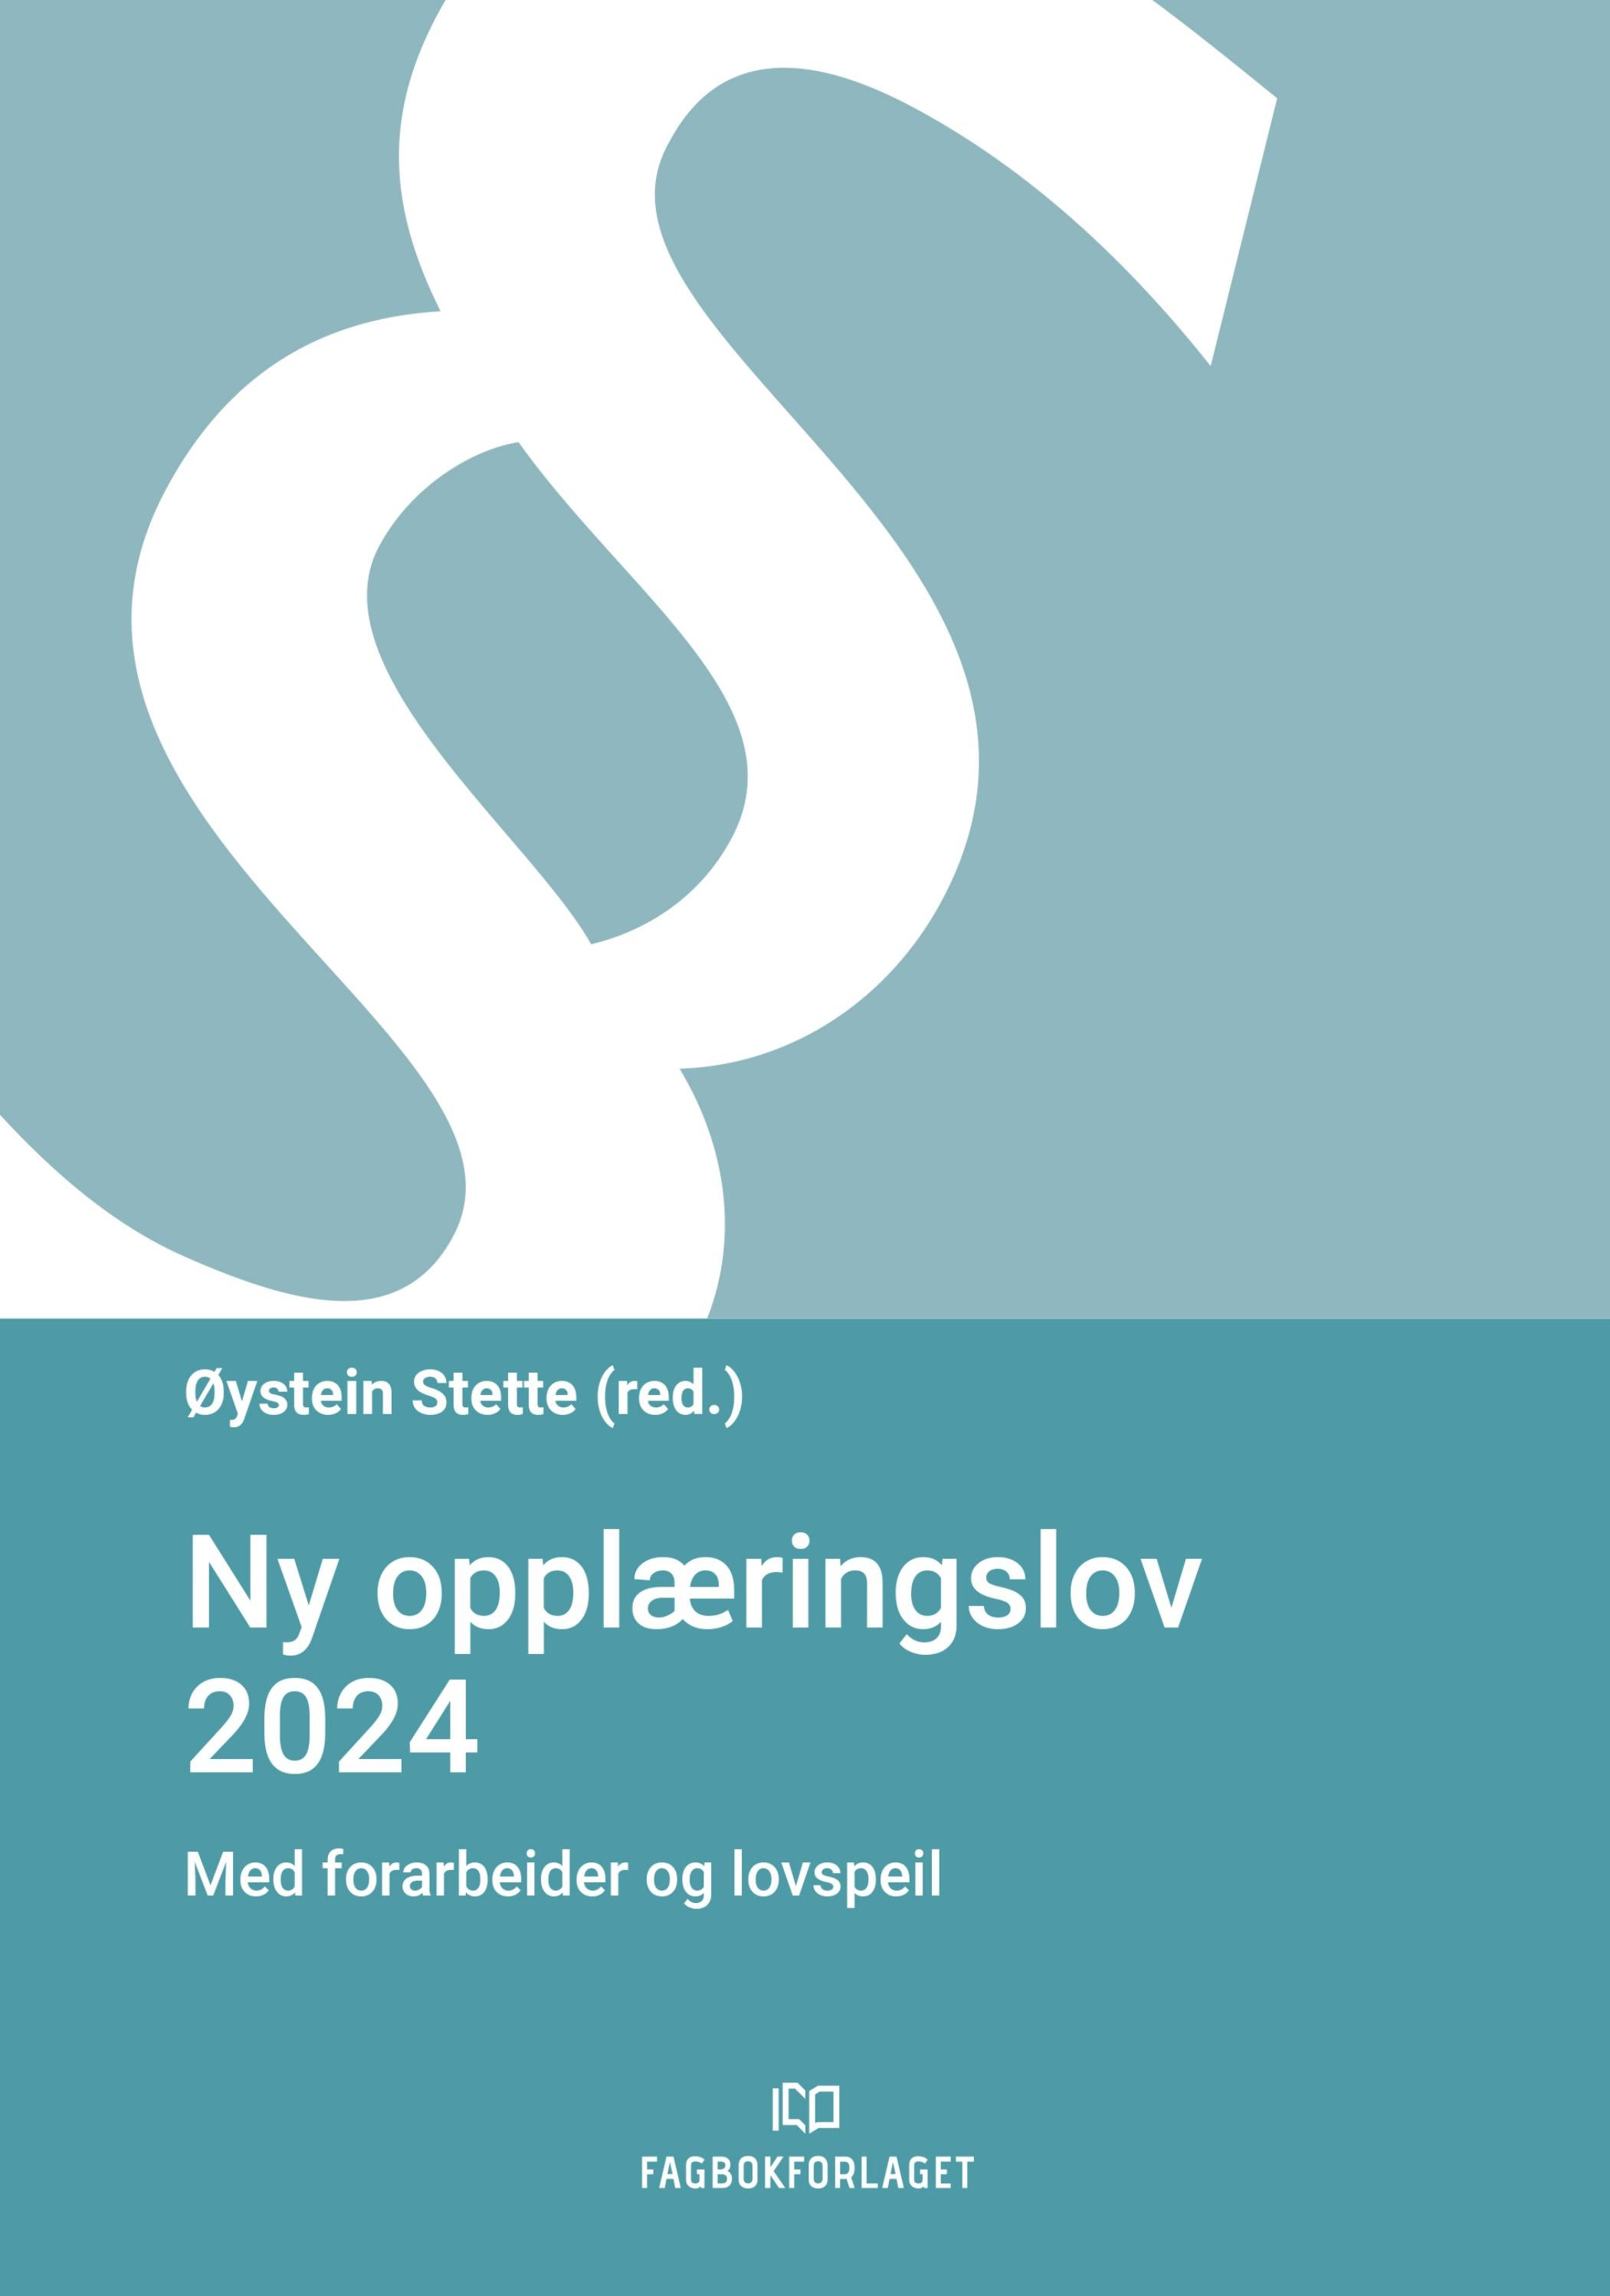 §
Øystein Stette (red.)
Ny opplæringslov
2024
Med forarbeider og lovspeil
FAGBOKFORLAGET